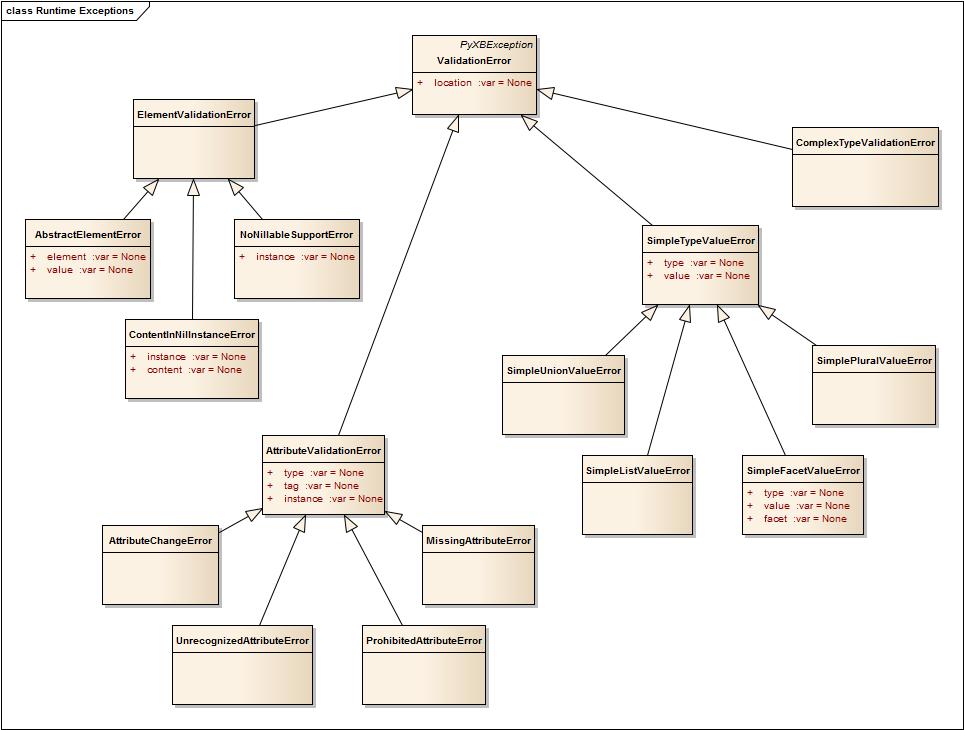 class Runtime Exceptions
PyXBException
ValidationError
+ location :var = None
ElementValidationError
ComplexTypeValidationError
AbstractElementError
+ element :var = None
+ value :var = None
NoNillableSupportError
+ instance :var = None
SimpleTypeValueError
+ type :var = None
+ value :var = None
ContentInNilInstanceError
+ instance :var = None
+ content :var = None
SimpleUnionValueError
SimplePluralValueError
AttributeValidationError
+ type :var = None
+ tag :var = None
+ instance :var = None
SimpleListValueError
SimpleFacetValueError
+ type :var = None
+ value :var = None
+ facet :var = None
AttributeChangeError
MissingAttributeError
UnrecognizedAttributeError
ProhibitedAttributeError